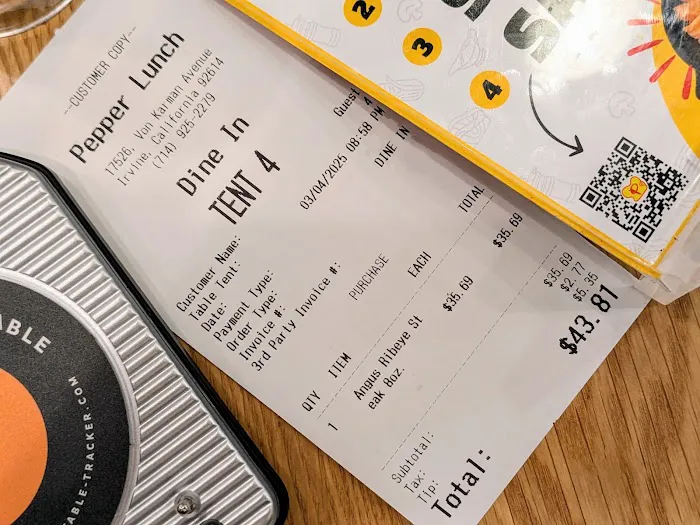 --CUSTOMER COPY--
Pepper Lunch
17526, Von Karman Avenue
Irvine, California 92614
(714) 925-2279
Dine In
TENT 4
Customer Name: Guest
Table Tent: 4
Date: 03/04/2025 08:58 PM
Payment Type:
Order Type: DINE IN
Invoice #:
3rd Party Invoice #:
PURCHASE
QTY ITEM EACH TOTAL
1 Angus Ribeye St $35.69 $35.69
eak 8oz.
Subtotal: $35.69
Tax: $2.77
Tip: $5.35
Total: $43.81
2
3
4
ABLE
ABLE-TRACKER.COM